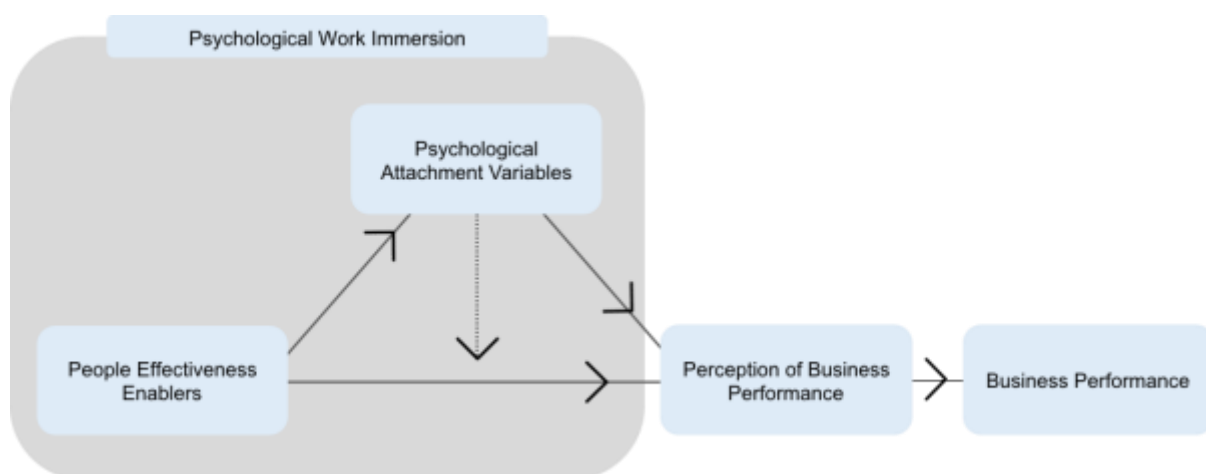 Psychological Work Immersion
Psychological
Attachment Variables
People Effectiveness
Enablers
Perception of Business
Performance
Business Performance